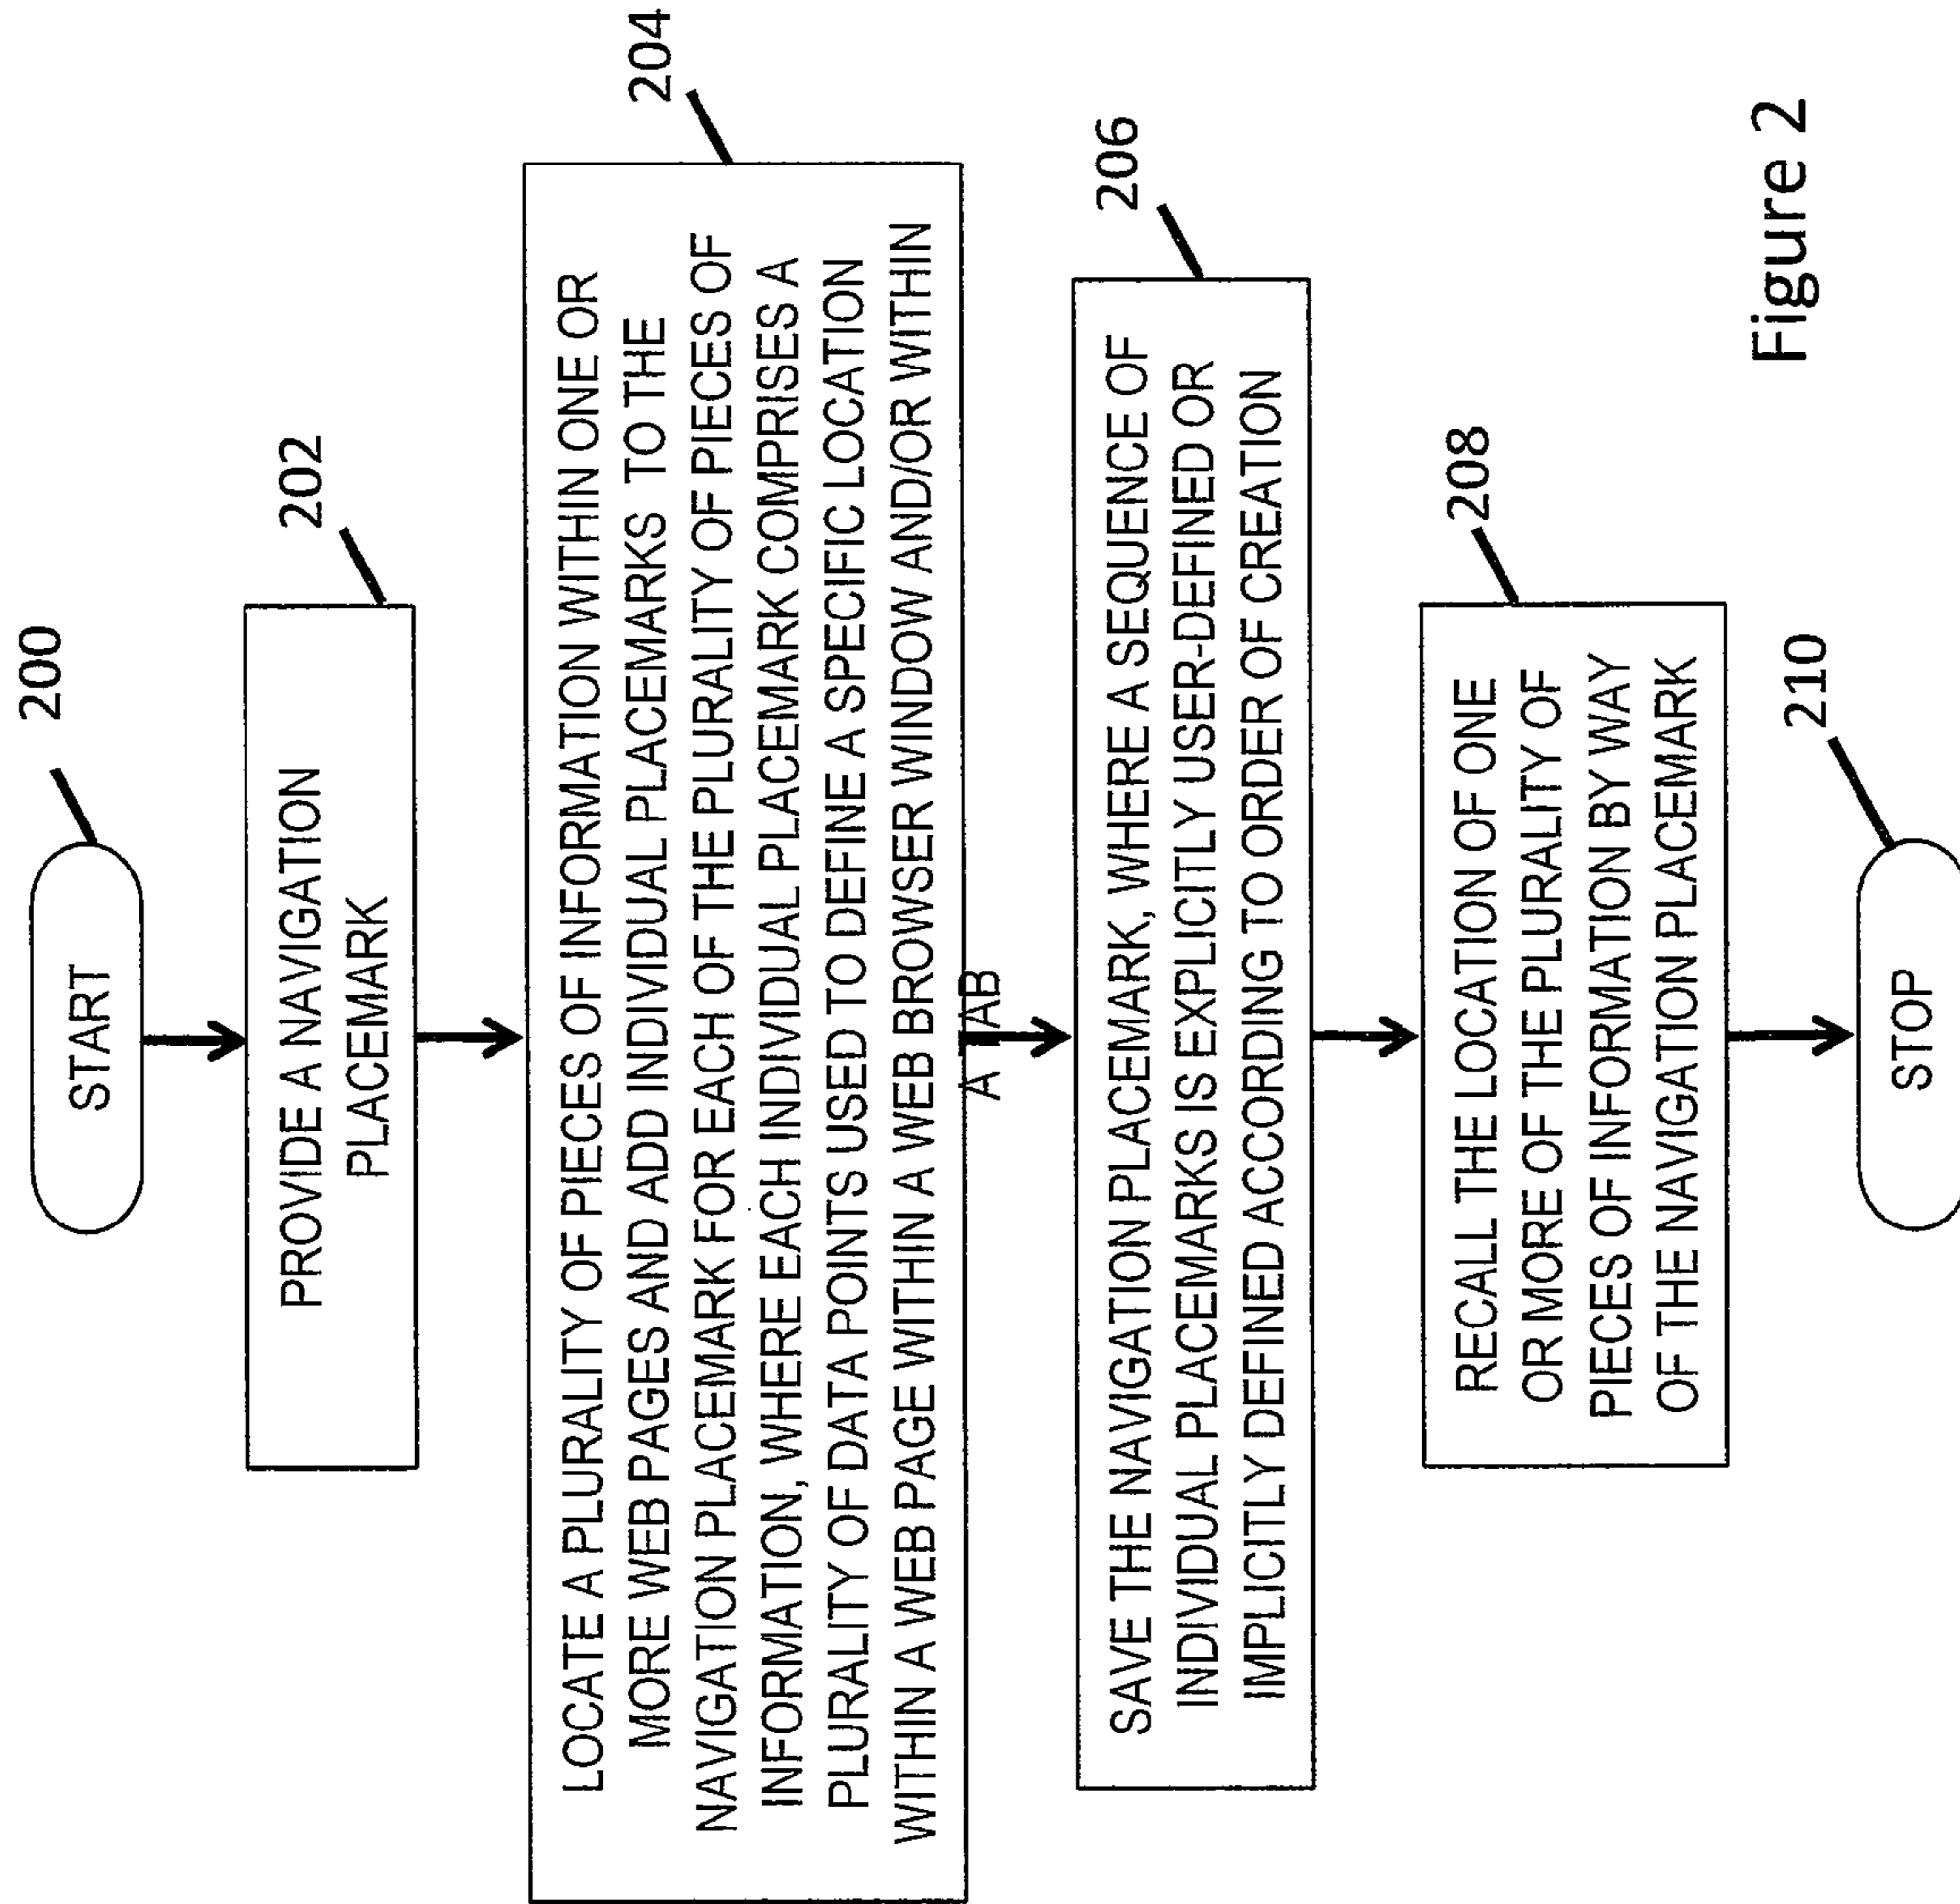 200
START
202
PROVIDE A NAVIGATION
PLACEMARK
204
LOCATE A PLURALITY OF PIECES OF INFORMATION WITHIN ONE OR
MORE WEB PAGES AND ADD INDIVIDUAL PLACEMARKS TO THE
NAVIGATION PLACEMARK FOR EACH OF THE PLURALITY OF PIECES OF
INFORMATION, WHERE EACH INDIVIDUAL PLACEMARK COMPRISES A
PLURALITY OF DATA POINTS USED TO DEFINE A SPECIFIC LOCATION
WITHIN A WEB PAGE WITHIN A WEB BROWSER WINDOW AND/OR WITHIN
A TAB
206
SAVE THE NAVIGATION PLACEMARK, WHERE A SEQUENCE OF
INDIVIDUAL PLACEMARKS IS EXPLICITLY USER-DEFINED OR
IMPLICITLY DEFINED ACCORDING TO ORDER OF CREATION
208
RECALL THE LOCATION OF ONE
OR MORE OF THE PLURALITY OF
PIECES OF INFORMATION BY WAY
OF THE NAVIGATION PLACEMARK
210
STOP
Figure 2